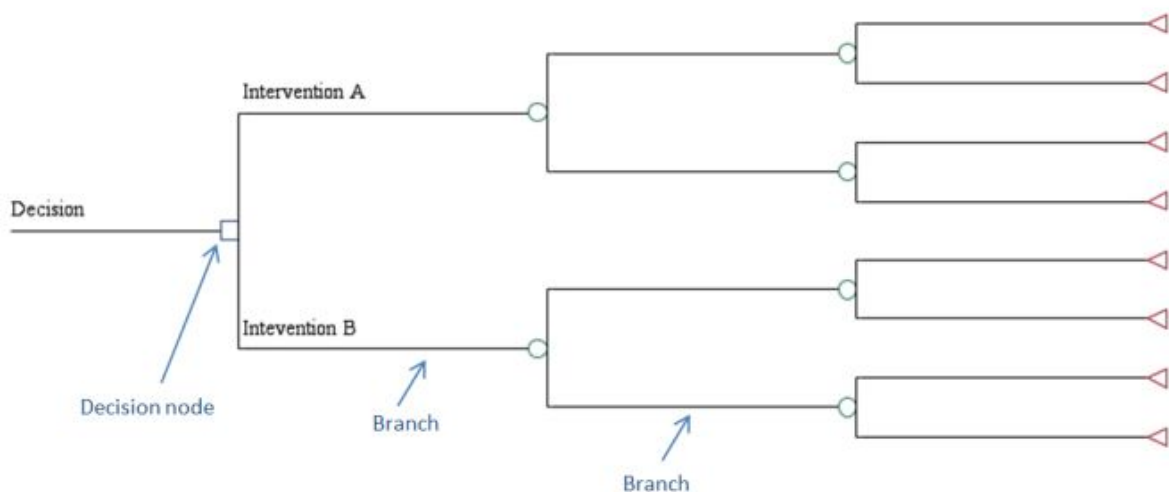 Intervention A
Decision
Intevention B
Decision node
Branch
Branch